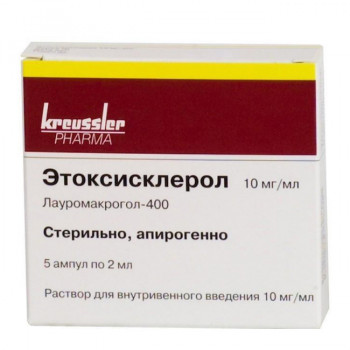 kreussler
PHARMA
Этоксисклерол 10 мг/мл
Лауромакрогол-400
Стерильно, апирогенно
5 ампул по 2 мл
Раствор для внутривенного введения 10 мг/мл